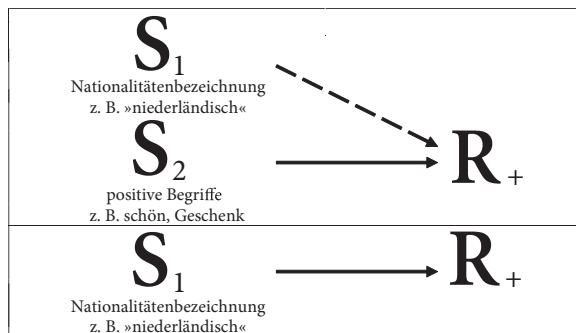 S1
Nationalitätenbezeichnung
z. B. »niederländisch«
S2
R+
positive Begriffe
z. B. schön, Geschenk
S1
R+
Nationalitätenbezeichnung
z. B. »niederländisch«